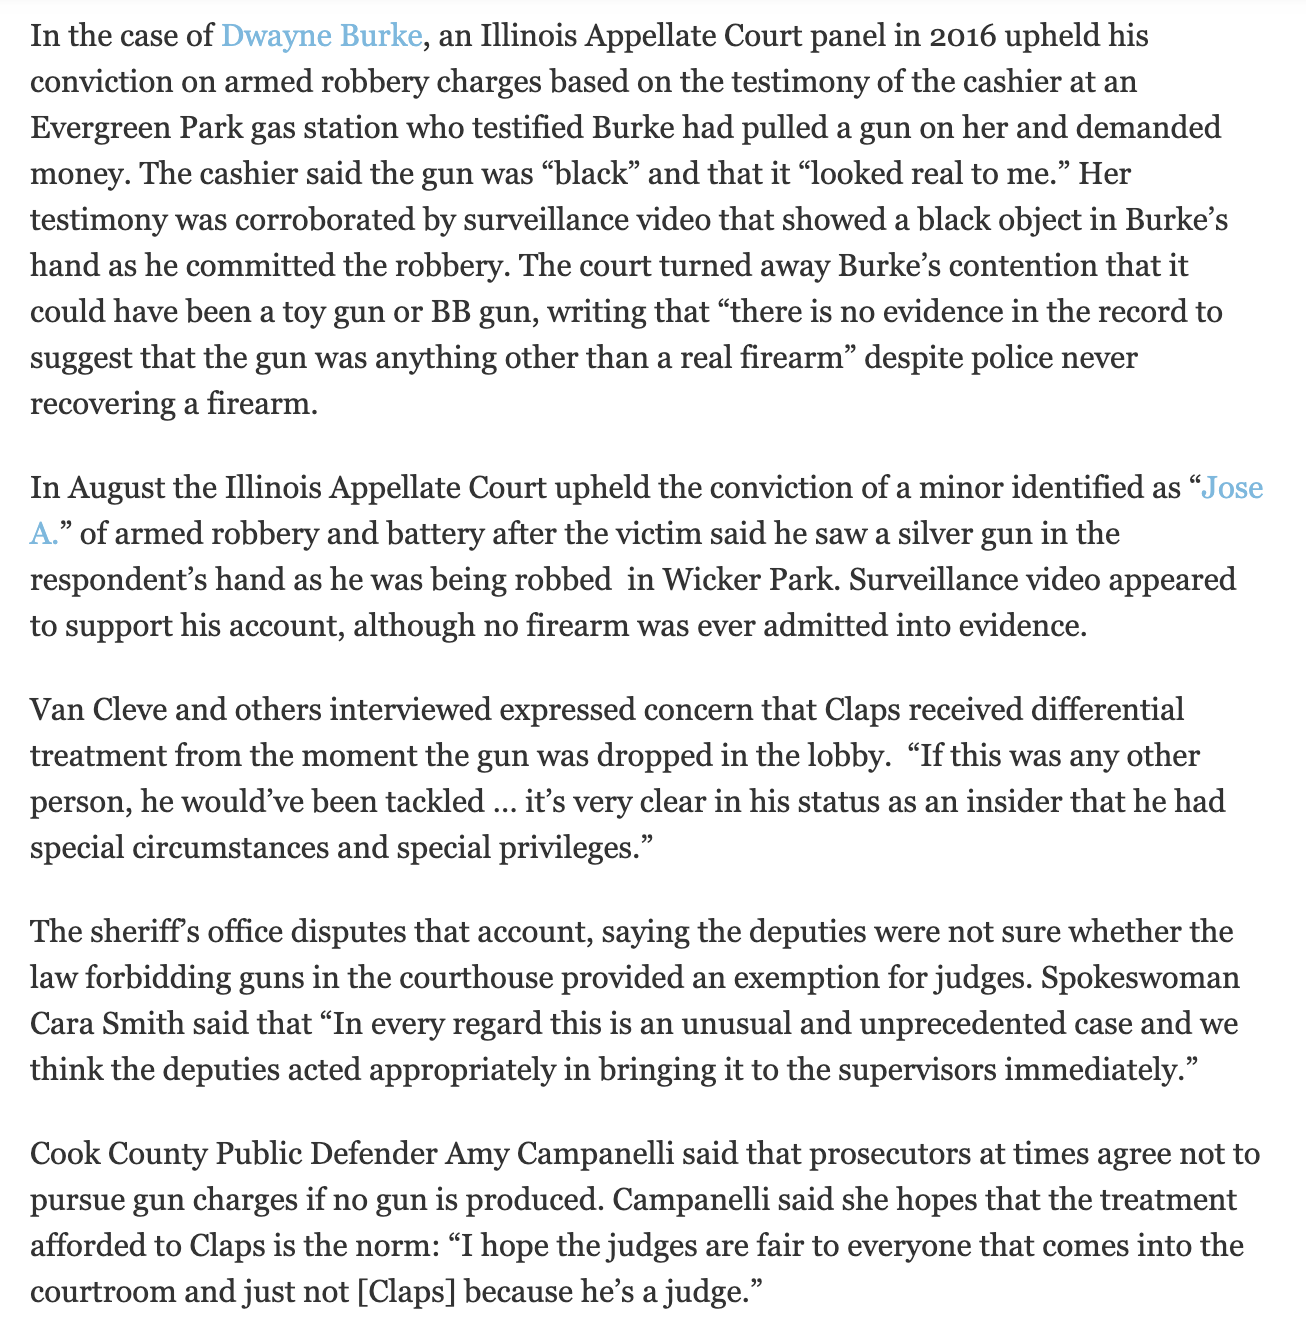 In the case of Dwayne Burke, an Illinois Appellate Court panel in 2016 upheld his
conviction on armed robbery charges based on the testimony of the cashier at an
Evergreen Park gas station who testified Burke had pulled a gun on her and demanded
money. The cashier said the gun was “black” and that it “looked real to me.” Her
testimony was corroborated by surveillance video that showed a black object in Burke’s
hand as he committed the robbery. The court turned away Burke’s contention that it
could have been a toy gun or BB gun, writing that “there is no evidence in the record to
suggest that the gun was anything other than a real firearm” despite police never
recovering a firearm.
In August the Illinois Appellate Court upheld the conviction of a minor identified as “Jose
A.” of armed robbery and battery after the victim said he saw a silver gun in the
respondent’s hand as he was being robbed  in Wicker Park. Surveillance video appeared
to support his account, although no firearm was ever admitted into evidence.
Van Cleve and others interviewed expressed concern that Claps received differential
treatment from the moment the gun was dropped in the lobby.  “If this was any other
person, he would’ve been tackled ... it’s very clear in his status as an insider that he had
special circumstances and special privileges.”
The sheriff’s office disputes that account, saying the deputies were not sure whether the
law forbidding guns in the courthouse provided an exemption for judges. Spokeswoman
Cara Smith said that “In every regard this is an unusual and unprecedented case and we
think the deputies acted appropriately in bringing it to the supervisors immediately.”
Cook County Public Defender Amy Campanelli said that prosecutors at times agree not to
pursue gun charges if no gun is produced. Campanelli said she hopes that the treatment
afforded to Claps is the norm: “I hope the judges are fair to everyone that comes into the
courtroom and just not [Claps] because he’s a judge.”